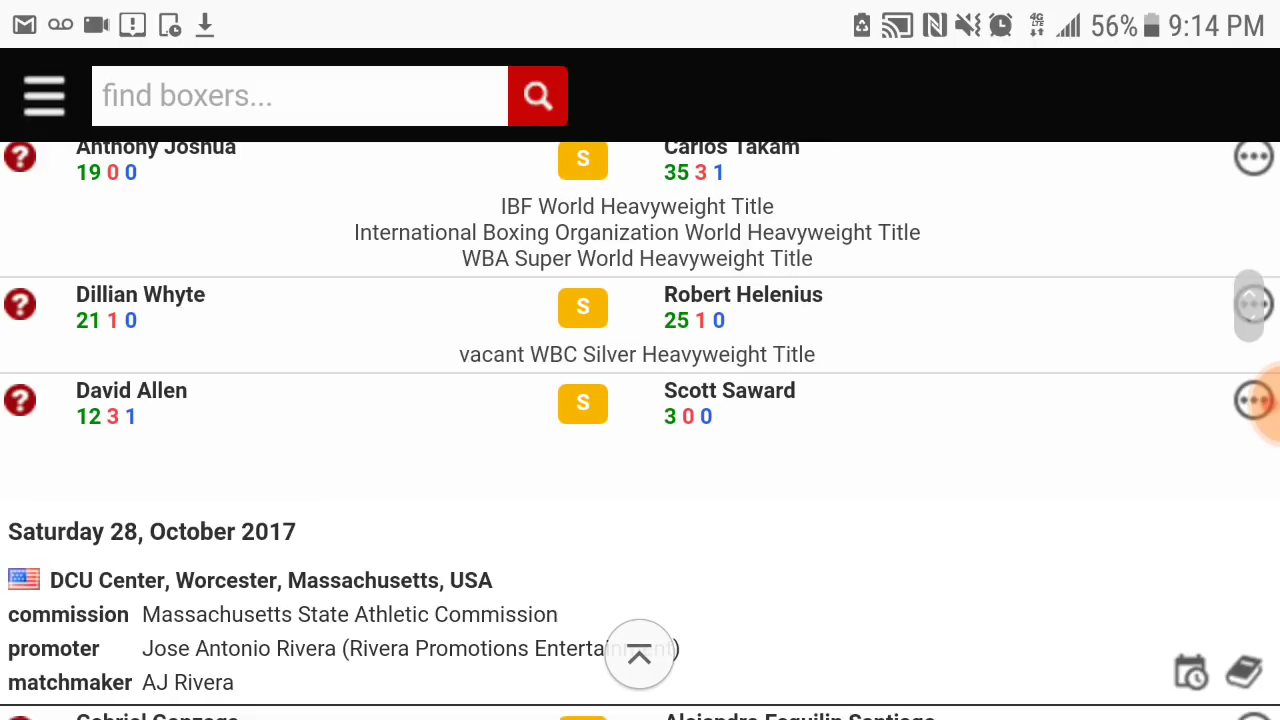 56% 9:14 PM
find boxers...
Anthony Joshua S Carlos Takam
19 0 0 35 3 1
IBF World Heavyweight Title
International Boxing Organization World Heavyweight Title
WBA Super World Heavyweight Title
Dillian Whyte S Robert Helenius
21 1 0 25 1 0
vacant WBC Silver Heavyweight Title
David Allen S Scott Saward
12 3 1 3 0 0
Saturday 28, October 2017
DCU Center, Worcester, Massachusetts, USA
commission Massachusetts State Athletic Commission
promoter Jose Antonio Rivera (Rivera Promotions Entertainment)
matchmaker AJ Rivera